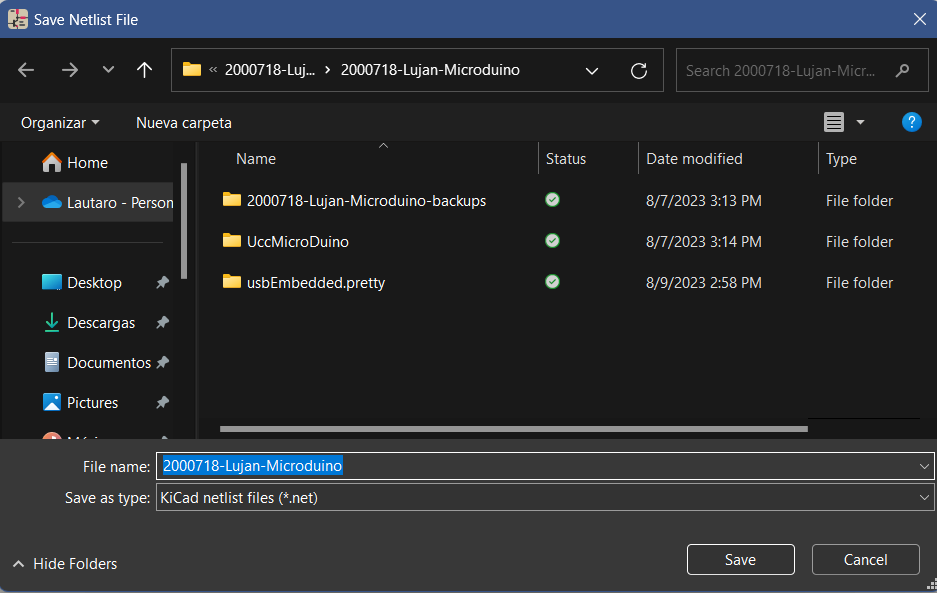 Save Netlist File
« 2000718-Luj... › 2000718-Lujan-Microduino
Search 2000718-Lujan-Micr...
Organizar Nueva carpeta ?
Name Status Date modified Type
Home
Lautaro - Person
2000718-Lujan-Microduino-backups 8/7/2023 3:13 PM File folder
UccMicroDuino 8/7/2023 3:14 PM File folder
usbEmbedded.pretty 8/9/2023 2:58 PM File folder
Desktop
Descargas
Documentos
Pictures
File name: 2000718-Lujan-Microduino
Save as type: KiCad netlist files (*.net)
Hide Folders Save Cancel